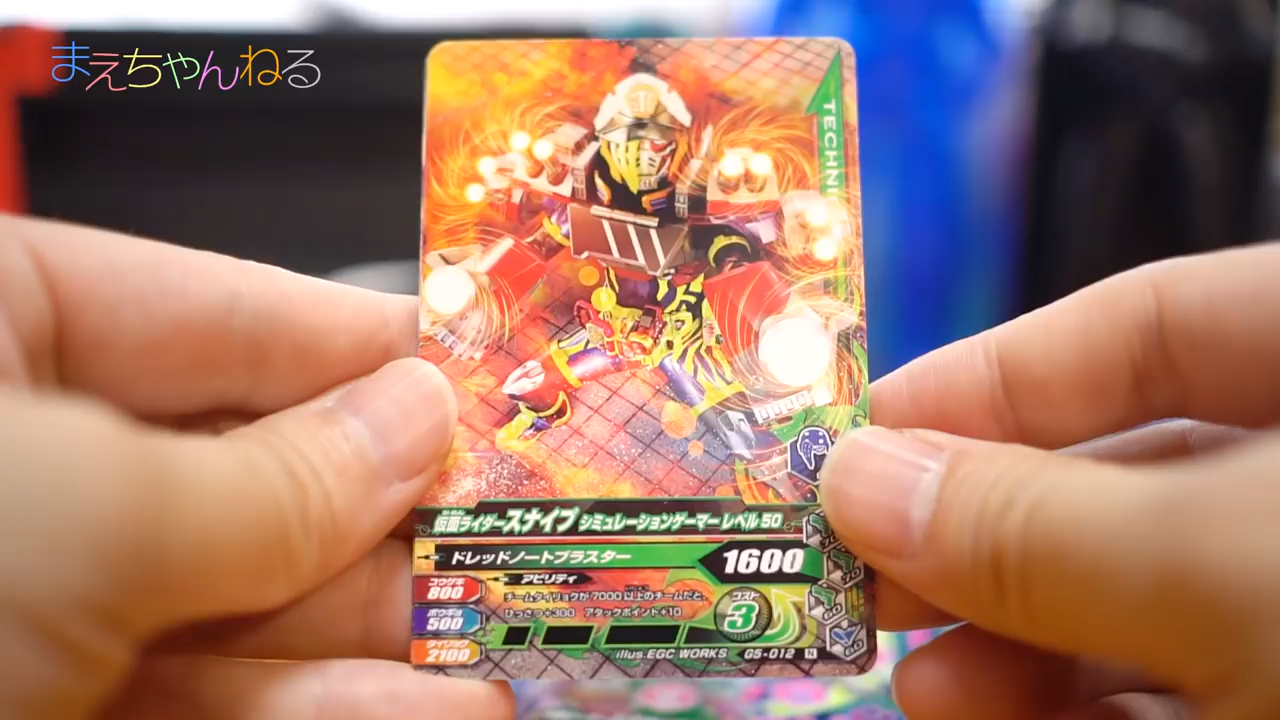 まえちゃんねる
TECHNI
仮面ライダースナイプ シミュレーションゲーマー レベル50
ドレッドノートブラスター
1600
アビリティ
コウゲキ
800
チームタイリョクが7000以上のチームだと、
ひっさつ+300 アタックポイント+10
ボウギョ
500
コスト
3
タイリョク
2100
illus.EGC WORKS G5-012 N
70
60
60